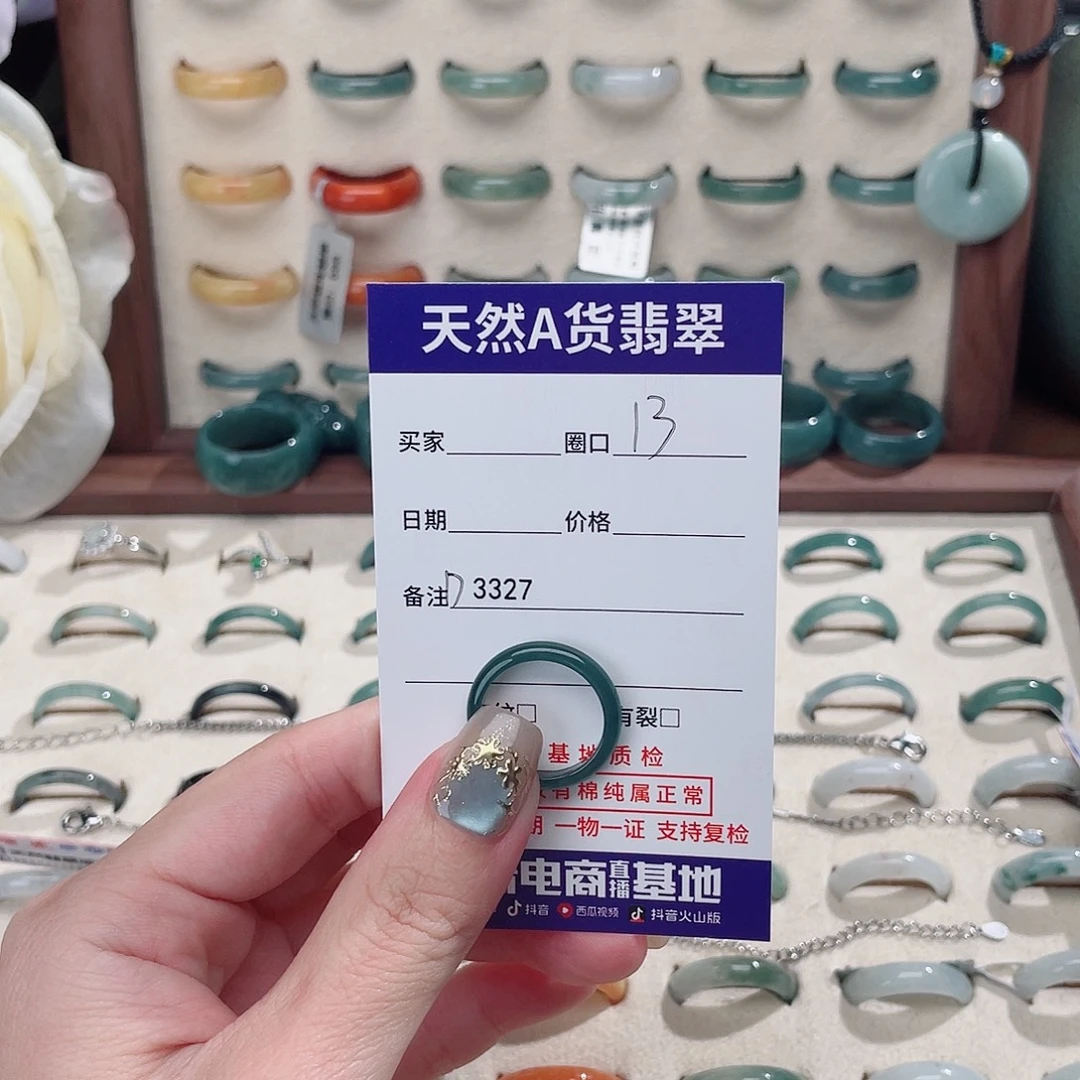 天然A货翡翠
买家 圈口 13
日期 价格
备注 D 3327
纹□ 有裂□
基地质检
有棉纯属正常
期 一物一证 支持复检
电商直播基地
抖音 西瓜视频 抖音火山版